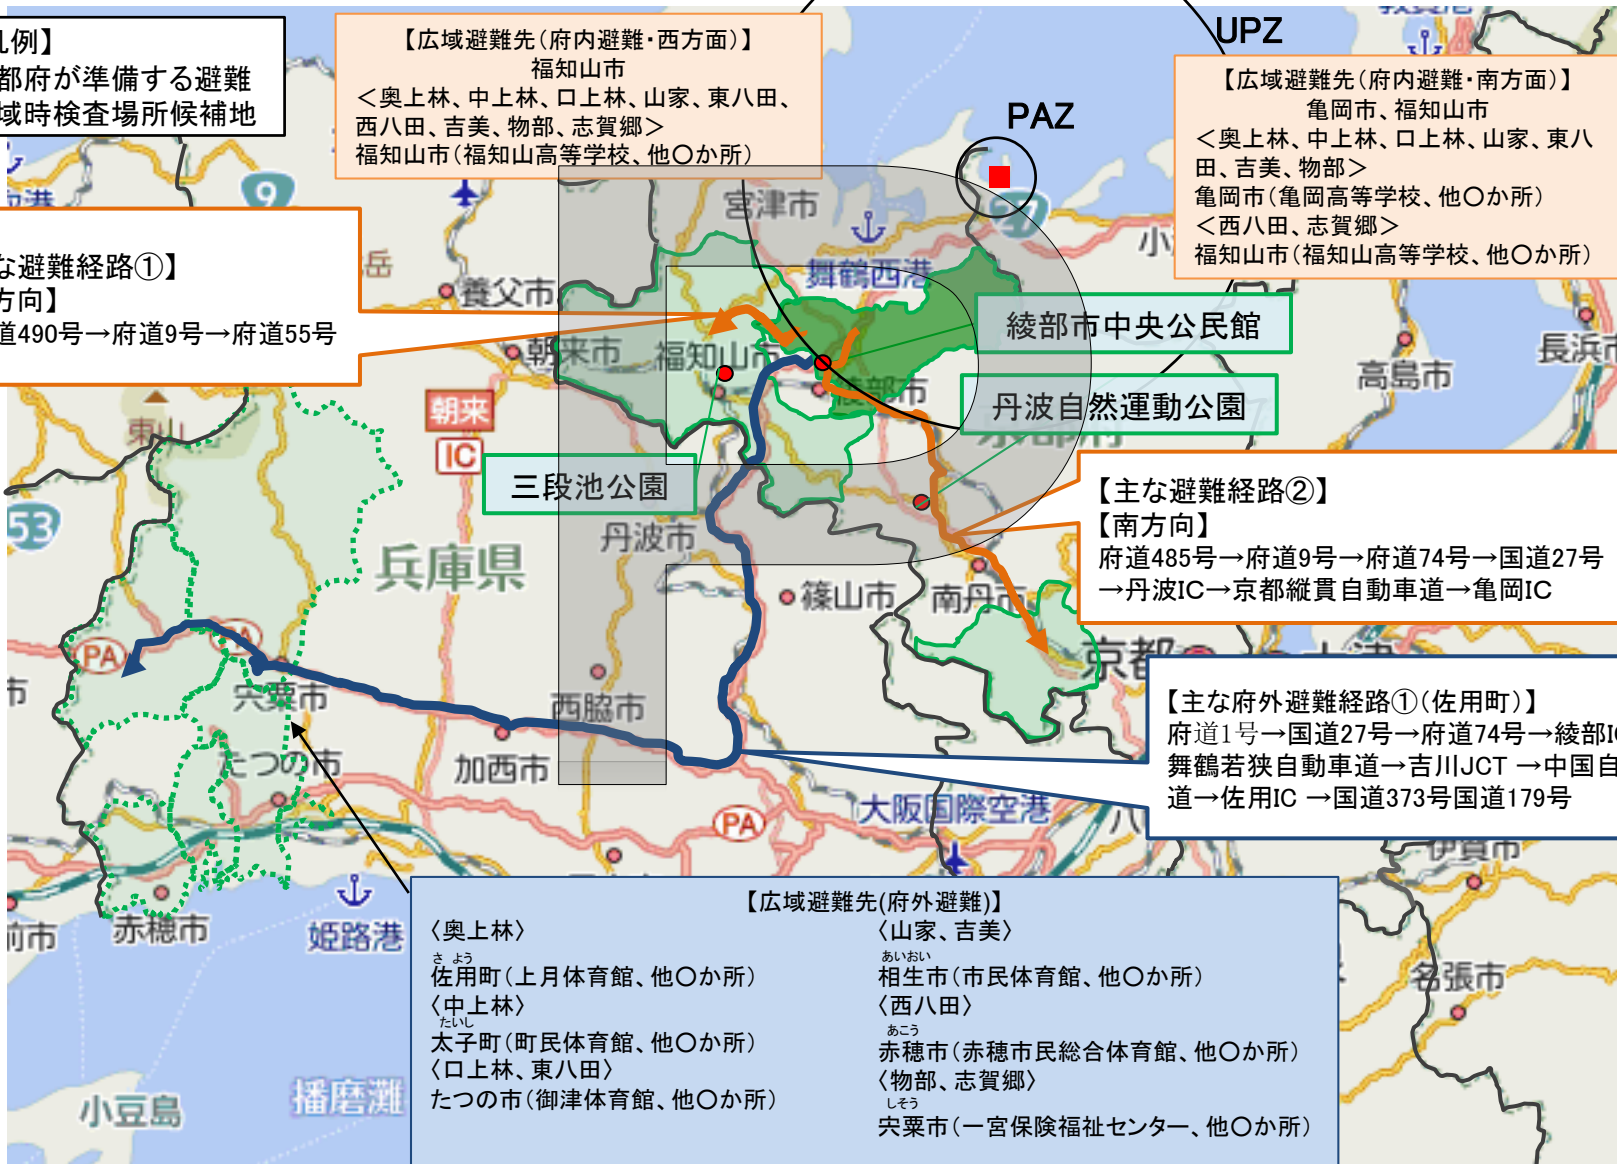 凡例】
都府が準備する避難
域時検査場所候補地
【広域避難先(府内避難・西方面)】
福知山市
＜奥上林、中上林、口上林、山家、東八田、
西八田、吉美、物部、志賀郷＞
福知山市(福知山高等学校、他〇か所)
UPZ
PAZ
【広域避難先(府内避難・南方面)】
亀岡市、福知山市
＜奥上林、中上林、口上林、山家、東八
田、吉美、物部＞
亀岡市(亀岡高等学校、他〇か所)
＜西八田、志賀郷＞
福知山市(福知山高等学校、他〇か所)
な避難経路①】
方向】
道490号→府道9号→府道55号
9
宮津市
舞鶴西港
小
岳
養父市
朝来市
福知山市
綾部市
綾部市中央公民館
丹波自然運動公園
京都府
高島市
長浜市
東山
朝来
IC
三段池公園
53
兵庫県
丹波市
篠山市
南丹市
【主な避難経路②】
【南方向】
府道485号→府道9号→府道74号→国道27号
→丹波IC→京都縦貫自動車道→亀岡IC
京都
大津
PA
PA
市
宍粟市
西脇市
たつの市
加西市
【主な府外避難経路①(佐用町)】
府道1号→国道27号→府道74号→綾部IC
舞鶴若狭自動車道→吉川JCT →中国自
道→佐用IC →国道373号国道179号
PA
大阪国際空港
八
伊賀市
前市
赤穂市
姫路港
名張市
小豆島
播磨灘
【広域避難先(府外避難)】
〈奥上林〉
さ よう
佐用町(上月体育館、他〇か所)
〈中上林〉
たいし
太子町(町民体育館、他〇か所)
〈口上林、東八田〉
たつの市(御津体育館、他〇か所)
〈山家、吉美〉
あいおい
相生市(市民体育館、他〇か所)
〈西八田〉
あこう
赤穂市(赤穂市民総合体育館、他〇か所)
〈物部、志賀郷〉
しそう
宍粟市(一宮保険福祉センター、他〇か所)